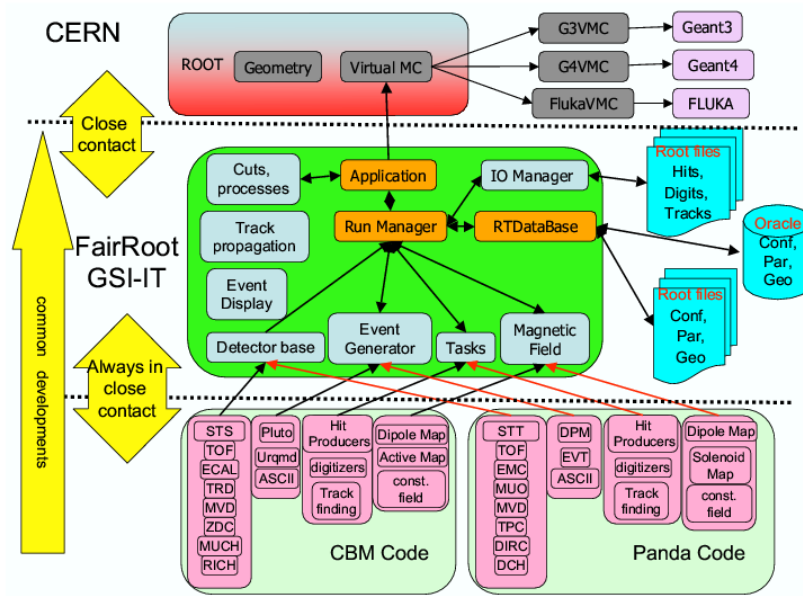 CERN
ROOT
Geometry
Virtual MC
G3VMC
Geant3
G4VMC
Geant4
FlukaVMC
FLUKA
Close
contact
FairRoot
GSI-IT
common developments
Always in
close
contact
Cuts,
processes
Application
IO Manager
Track
propagation
Run Manager
RTDataBase
Event
Display
Detector base
Event
Generator
Tasks
Magnetic
Field
Root files
Hits,
Digits,
Tracks
Oracle
Conf,
Par,
Geo
Root files
Conf,
Par,
Geo
STS
TOF
ECAL
TRD
MVD
ZDC
MUCH
RICH
Pluto
Urqmd
ASCII
Hit
Producers
digitizers
Track
finding
Dipole Map
Active Map
const.
field
CBM Code
STT
TOF
EMC
MUO
MVD
TPC
DIRC
DCH
DPM
EVT
ASCII
Hit
Producers
digitizers
Track
finding
Dipole Map
Solenoid
Map
const.
field
Panda Code